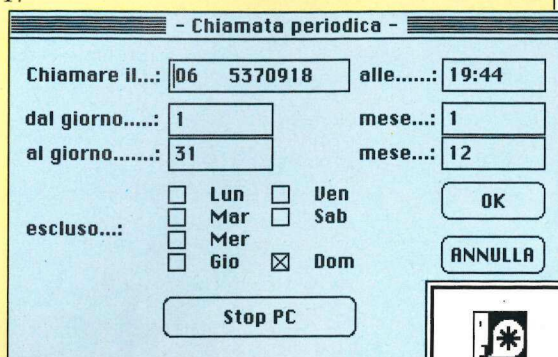 - Chiamata periodica -
Chiamare il...: 06 5370918 alle......: 19:44
dal giorno.....: 1 mese...: 1
al giorno.......: 31 mese...: 12
escluso...:
Lun Ven
Mar Sab
Mer
Gio Dom
OK
ANNULLA
Stop PC